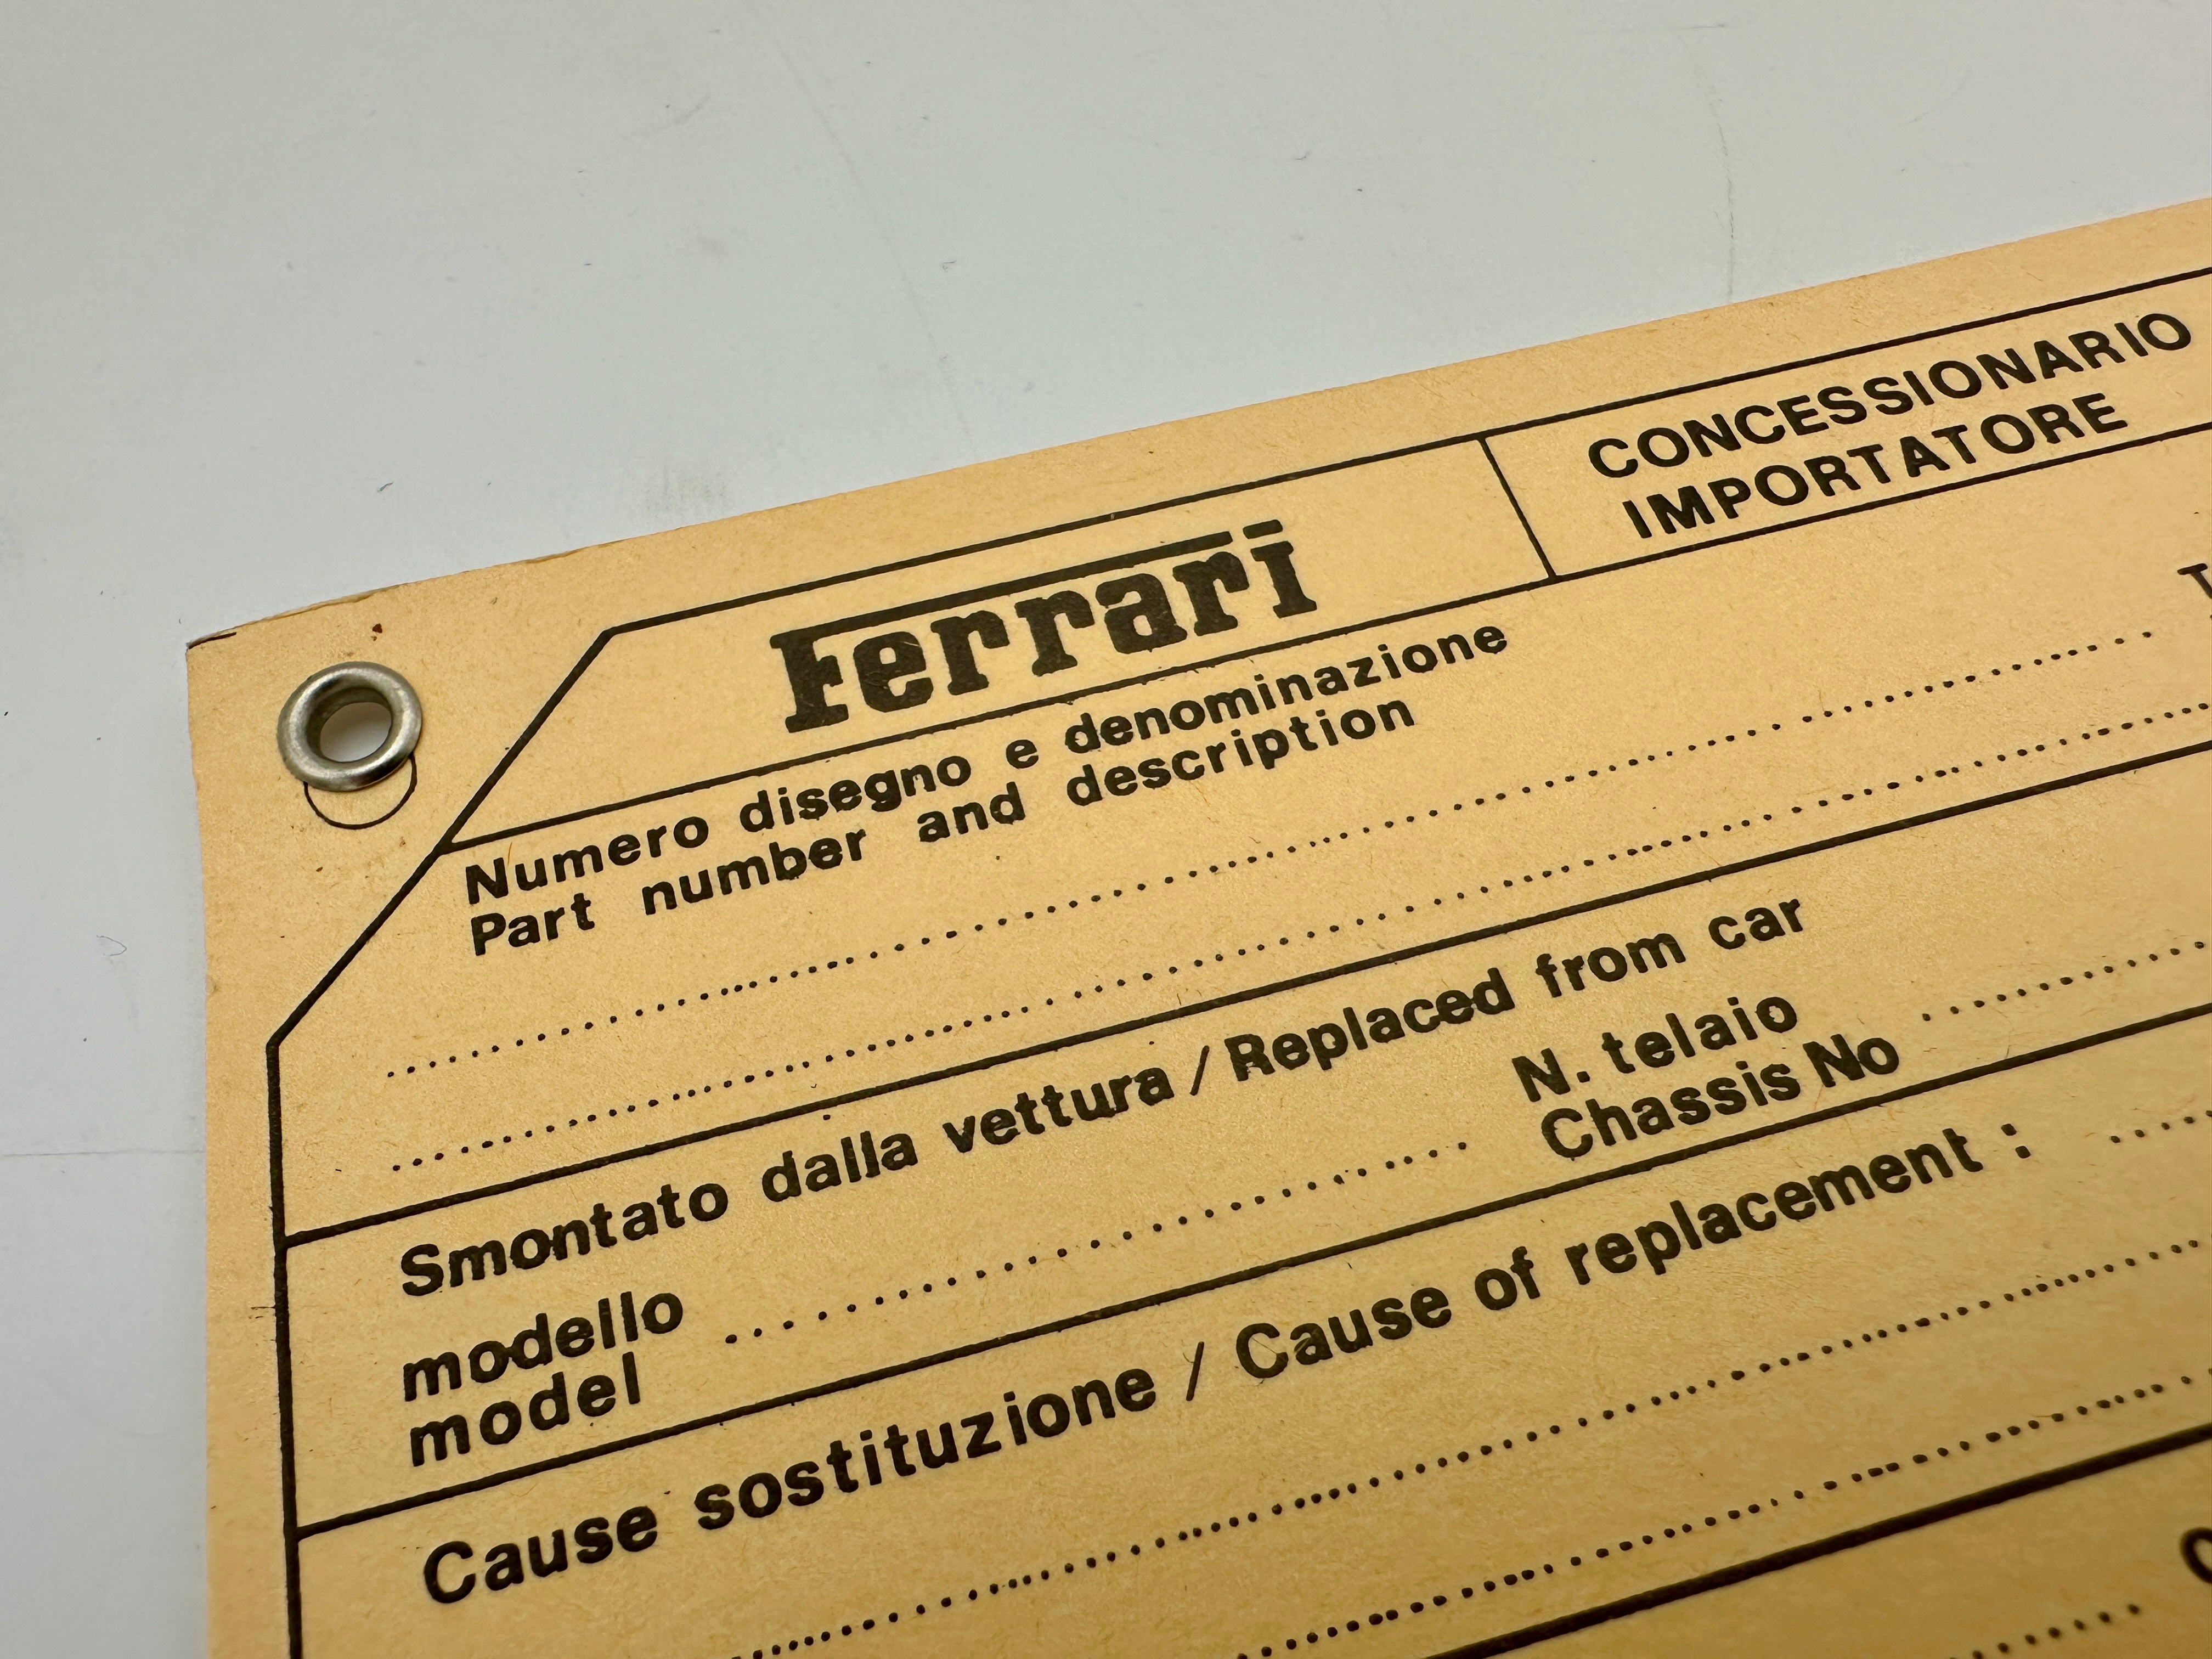 Ferrari
CONCESSIONARIO
IMPORTATORE
Numero disegno e denominazione
Part number and description
Smontato dalla vettura / Replaced from car
modello
model
N. telaio
Chassis No
Cause sostituzione / Cause of replacement :